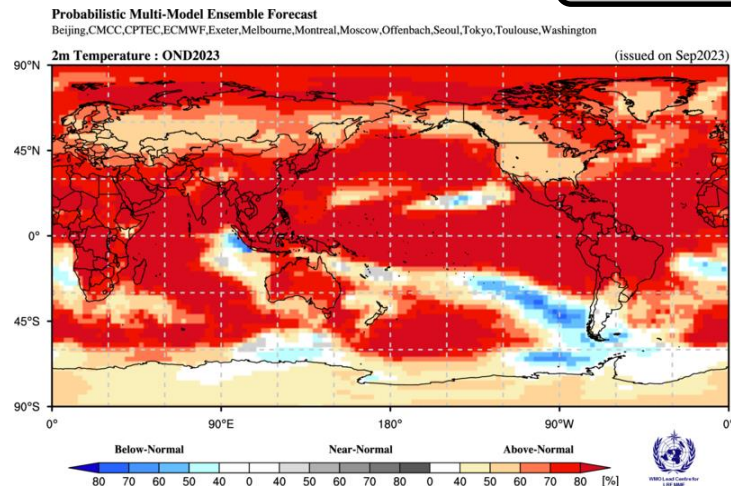 Probabilistic Multi-Model Ensemble Forecast
Beijing,CMCC,CPTEC,ECMWF,Exeter,Melbourne,Montreal,Moscow,Offenbach,Seoul,Tokyo,Toulouse,Washington
2m Temperature : OND2023 (issued on Sep2023)
90°N
45°N
0°
45°S
90°S
0° 90°E 180° 90°W 0°
Below-Normal Near-Normal Above-Normal
80 70 60 50 40 0 40 50 60 70 80 0 40 50 60 70 80 [%]
WMO Lead Centre for
LRFMME